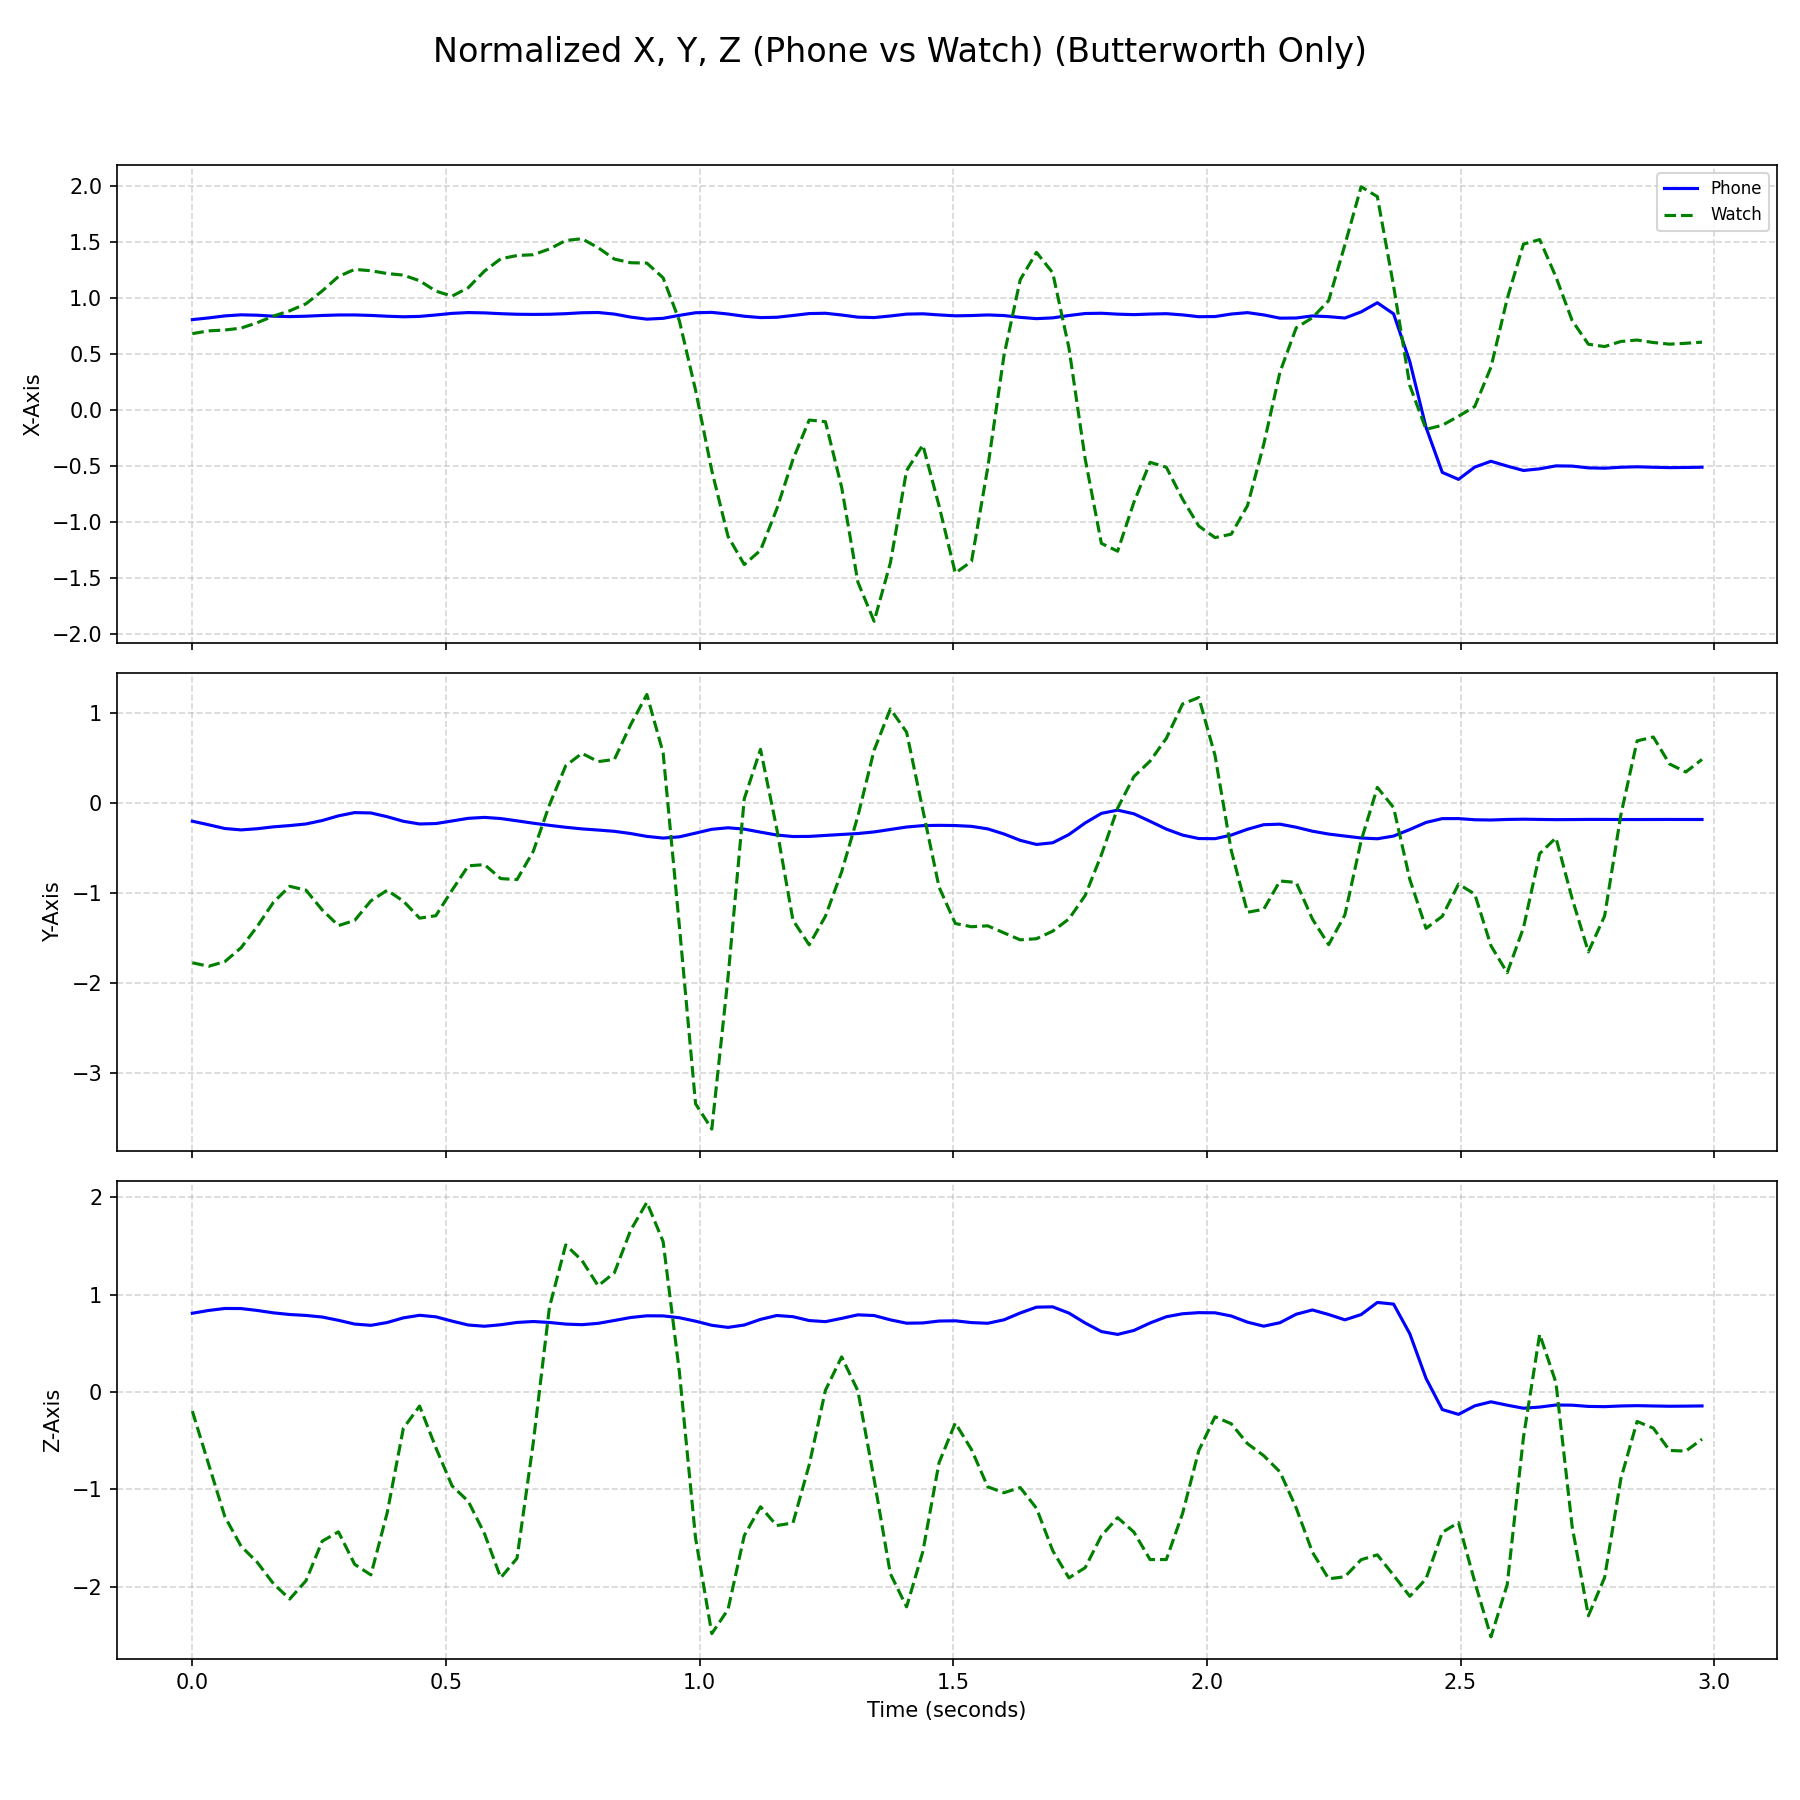 Normalized X, Y, Z (Phone vs Watch) (Butterworth Only)
Phone
Watch
X-Axis
2.0
1.5
1.0
0.5
0.0
−0.5
−1.0
−1.5
−2.0
Y-Axis
1
0
−1
−2
−3
Z-Axis
2
1
0
−1
−2
0.0 0.5 1.0 1.5 2.0 2.5 3.0
Time (seconds)